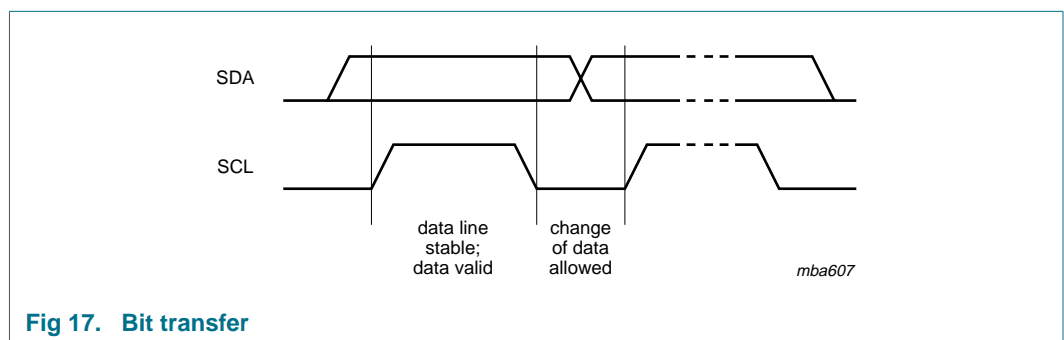 SDA
SCL
data line
stable;
data valid
change
of data
allowed
mba607
Fig 17. Bit transfer